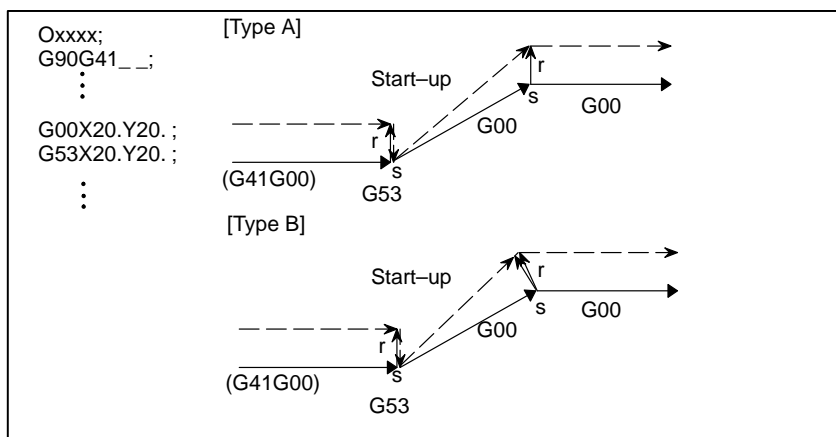 Oxxxx;
G90G41_ _;
G00X20.Y20. ;
G53X20.Y20. ;
[Type A]
Start–up
r
s
G00
G00
r
s
(G41G00)
G53
[Type B]
Start–up
r
s
G00
G00
r
s
(G41G00)
G53